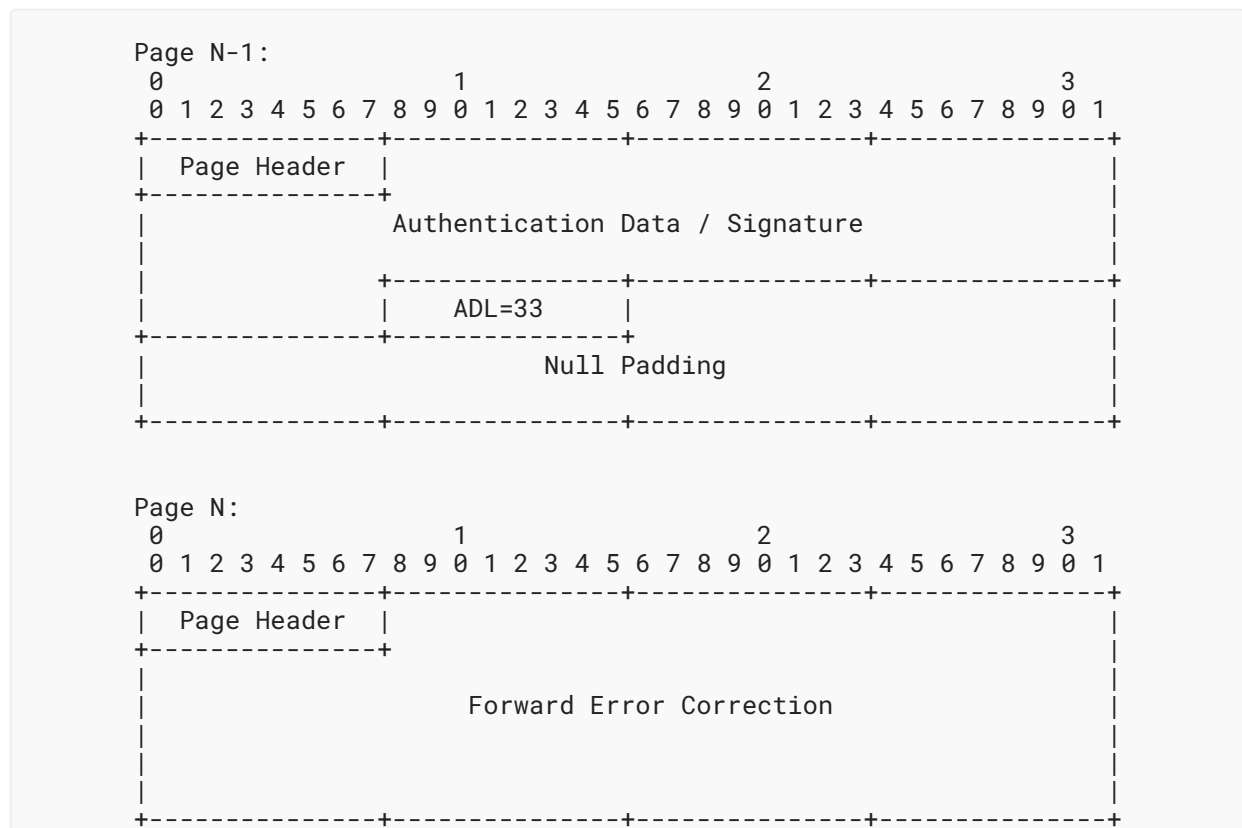 Page N-1:
 0                   1                   2                   3
 0 1 2 3 4 5 6 7 8 9 0 1 2 3 4 5 6 7 8 9 0 1 2 3 4 5 6 7 8 9 0 1
+---------------+---------------+---------------+---------------+
|  Page Header  |                                               |
+---------------+                                               |
|                Authentication Data / Signature                |
|                                                               |
|               +---------------+---------------+---------------+
|               |    ADL=33     |                               |
+---------------+---------------+                               |
|                          Null Padding                         |
|                                                               |
+---------------+---------------+---------------+---------------+
Page N:
 0                   1                   2                   3
 0 1 2 3 4 5 6 7 8 9 0 1 2 3 4 5 6 7 8 9 0 1 2 3 4 5 6 7 8 9 0 1
+---------------+---------------+---------------+---------------+
|  Page Header  |                                               |
+---------------+                                               |
|                                                               |
|                     Forward Error Correction                  |
|                                                               |
|                                                               |
|                                                               |
+---------------+---------------+---------------+---------------+